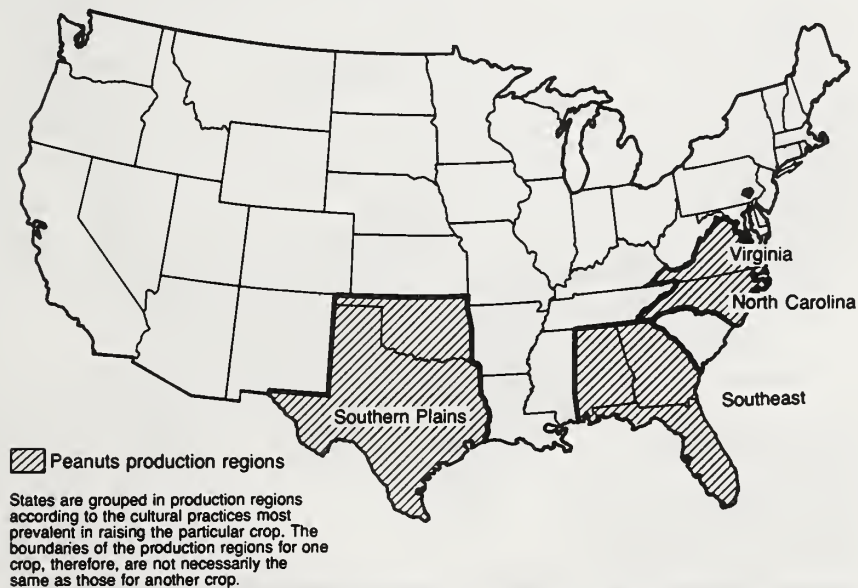 Virginia
North Carolina
Southeast
Southern Plains
Peanuts production regions
States are grouped in production regions
according to the cultural practices most
prevalent in raising the particular crop. The
boundaries of the production regions for one
crop, therefore, are not necessarily the
same as those for another crop.